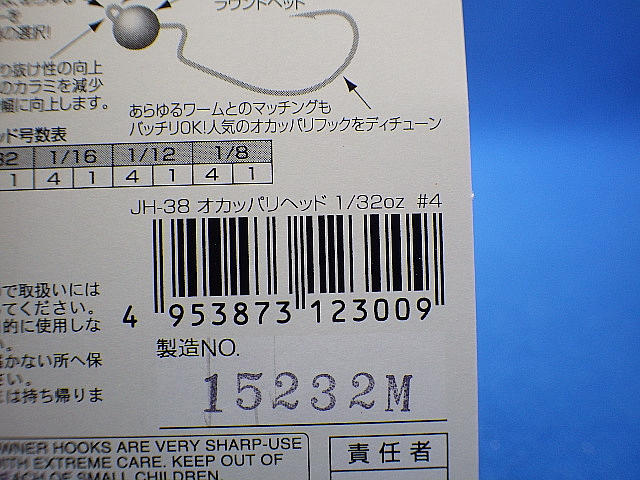 ラウンドヘッド
の選択!
り抜け性の向上
のカラミを減少
幅に向上します。
あらゆるワームとのマッチングも
バッチリOK!人気のオカッパリフックをディチューン
ッド号数表
32 1/16 1/12 1/8
1 4 1 4 1 4 1
JH-38 オカッパリヘッド 1/32oz #4
4 953873 123009
で取扱いには
てください。
的に使用しな
い。
届かない所へ保
さい。
は持ち帰りま
製造NO.
15232M
OWNER HOOKS ARE VERY SHARP-USE
WITH EXTREME CARE. KEEP OUT OF
REACH OF SMALL CHILDREN.
責任者